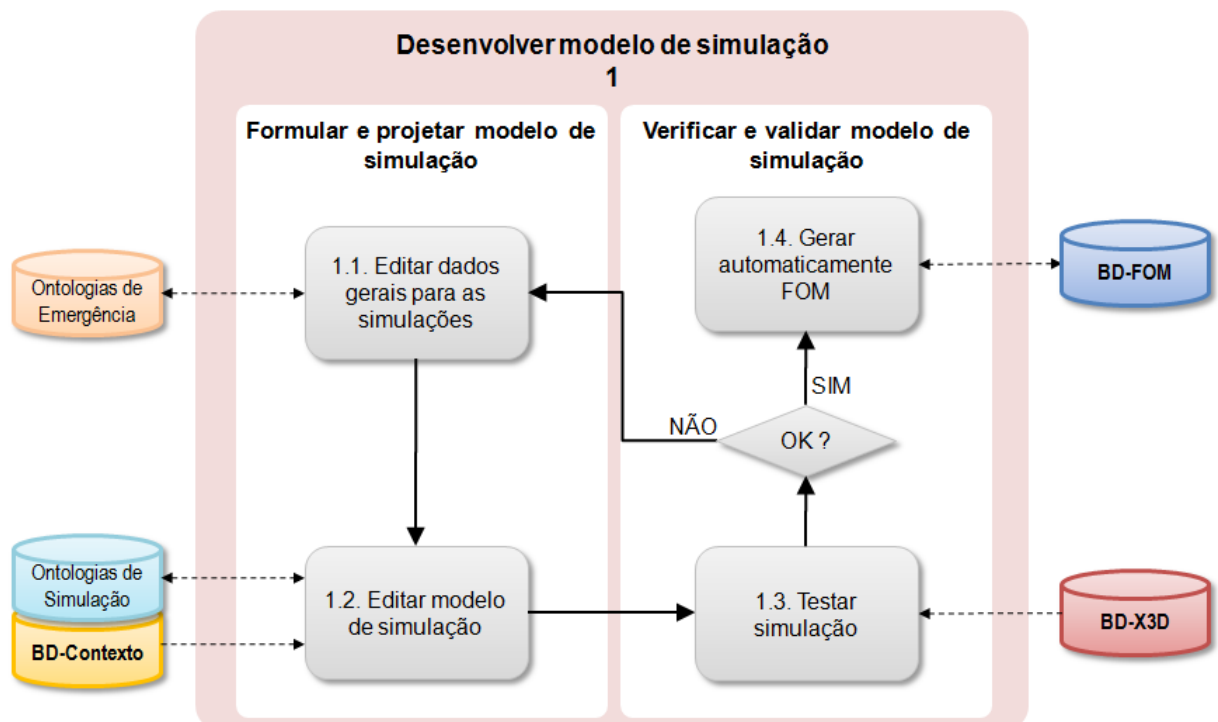 Desenvolver modelo de simulação
1
Formular e projetar modelo de
simulação
Verificar e validar modelo de
simulação
Ontologias de
Emergência
1.1. Editar dados
gerais para as
simulações
1.4. Gerar
automaticamente
FOM
BD-FOM
SIM
NÃO
OK ?
Ontologias de
Simulação
BD-Contexto
1.2. Editar modelo
de simulação
1.3. Testar
simulação
BD-X3D